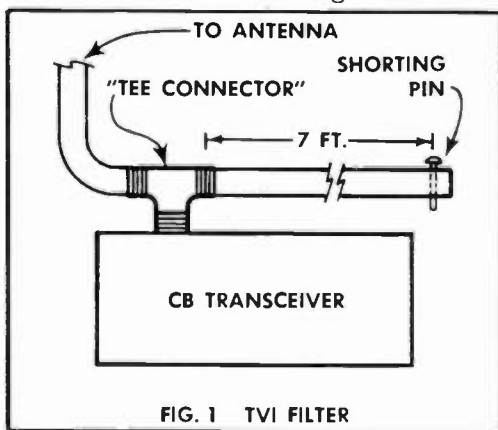 TO ANTENNA
"TEE CONNECTOR"
SHORTING
PIN
7 FT.
CB TRANSCEIVER
FIG. 1 TVI FILTER